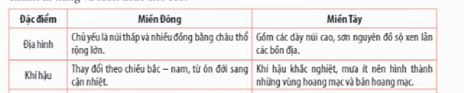 Đặc điểm Miền Đông Miền Tây
Địa hình
Chủ yếu là núi thấp và nhiều đồng bằng châu thổ
rộng lớn.
Gồm các dãy núi cao, sơn nguyên đồ sộ xen lẫn
các bồn địa.
Khí hậu
Thay đổi theo chiều bắc – nam, từ ôn đới sang
cận nhiệt.
Khí hậu khắc nghiệt, mưa ít nên hình thành
những vùng hoang mạc và bán hoang mạc.